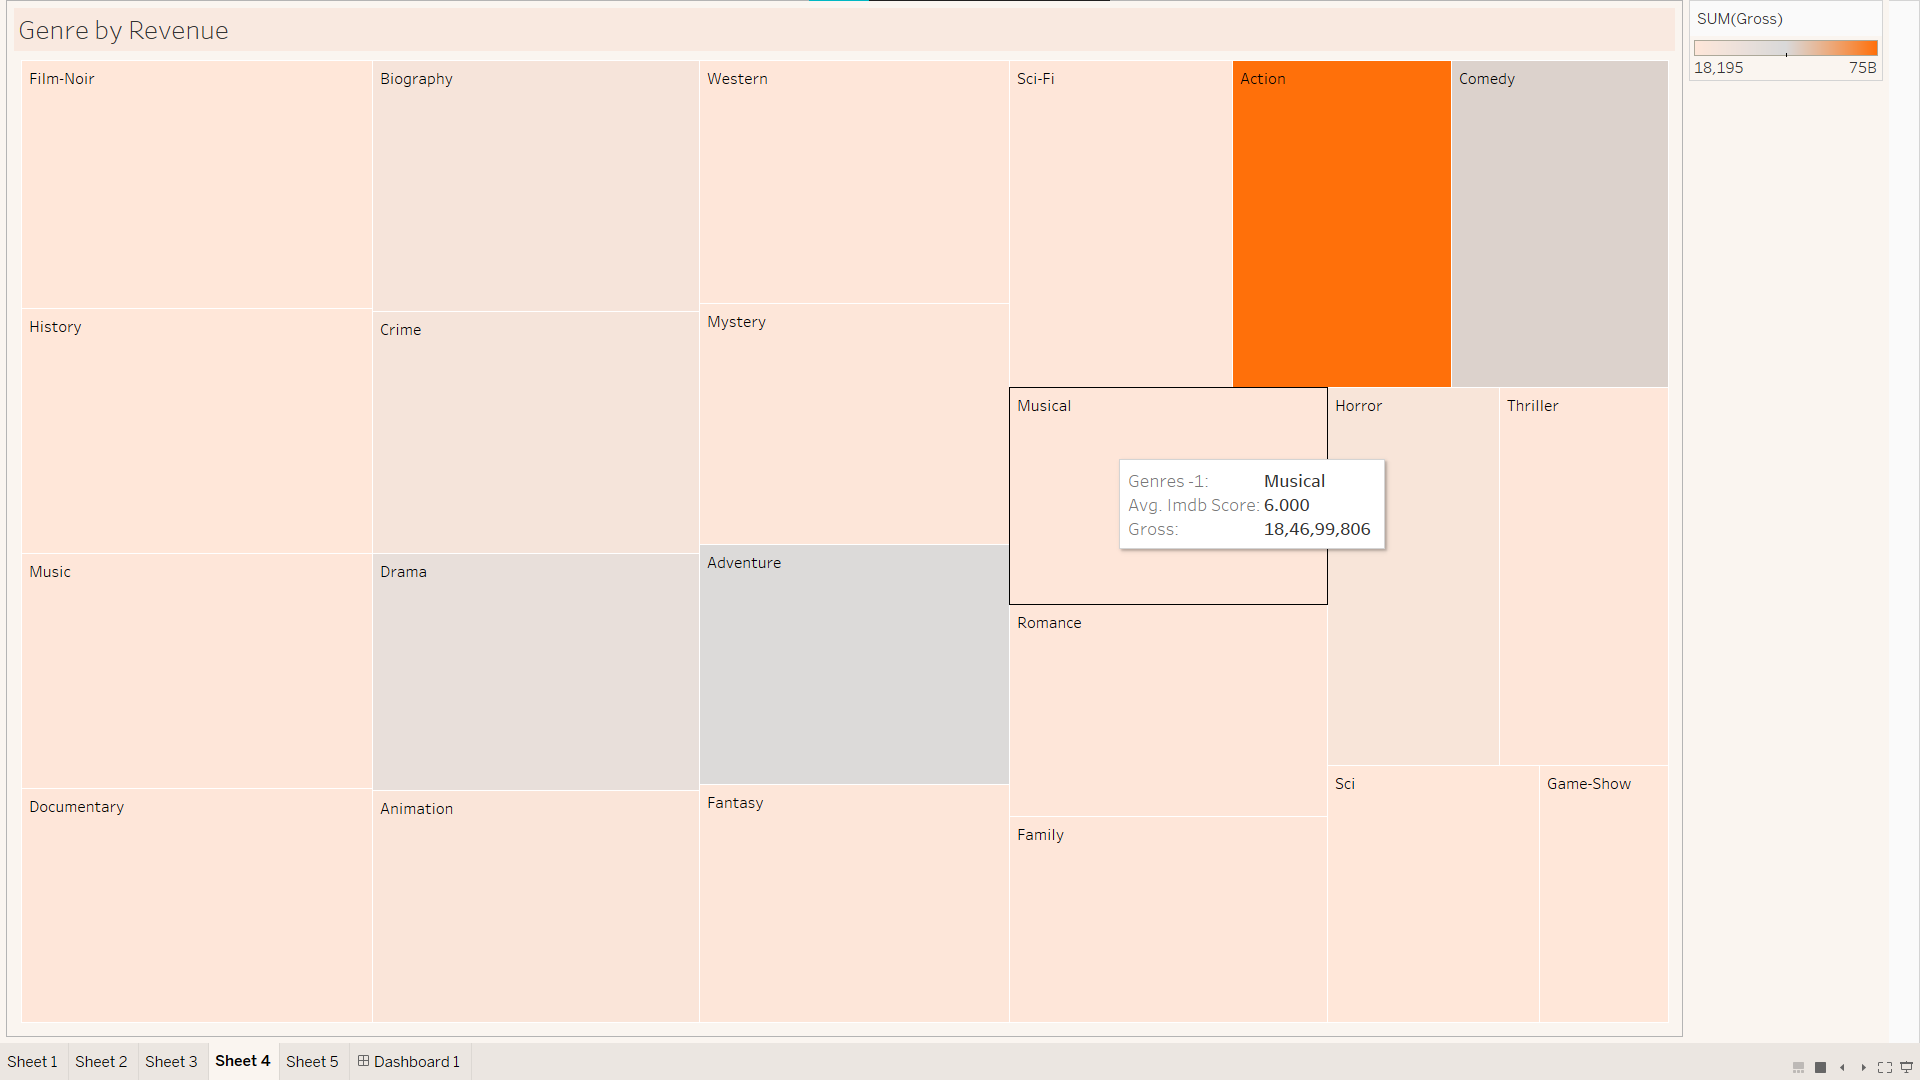 Genre by Revenue
SUM(Gross)
18,195 75B
Film-Noir
Biography
Western
Sci-Fi
Action
Comedy
History
Crime
Mystery
Musical
Horror
Thriller
Genres -1: Musical
Avg. Imdb Score: 6.000
Gross: 18,46,99,806
Music
Drama
Adventure
Romance
Documentary
Animation
Fantasy
Family
Sci
Game-Show
Sheet 1 Sheet 2 Sheet 3 Sheet 4 Sheet 5 Dashboard 1